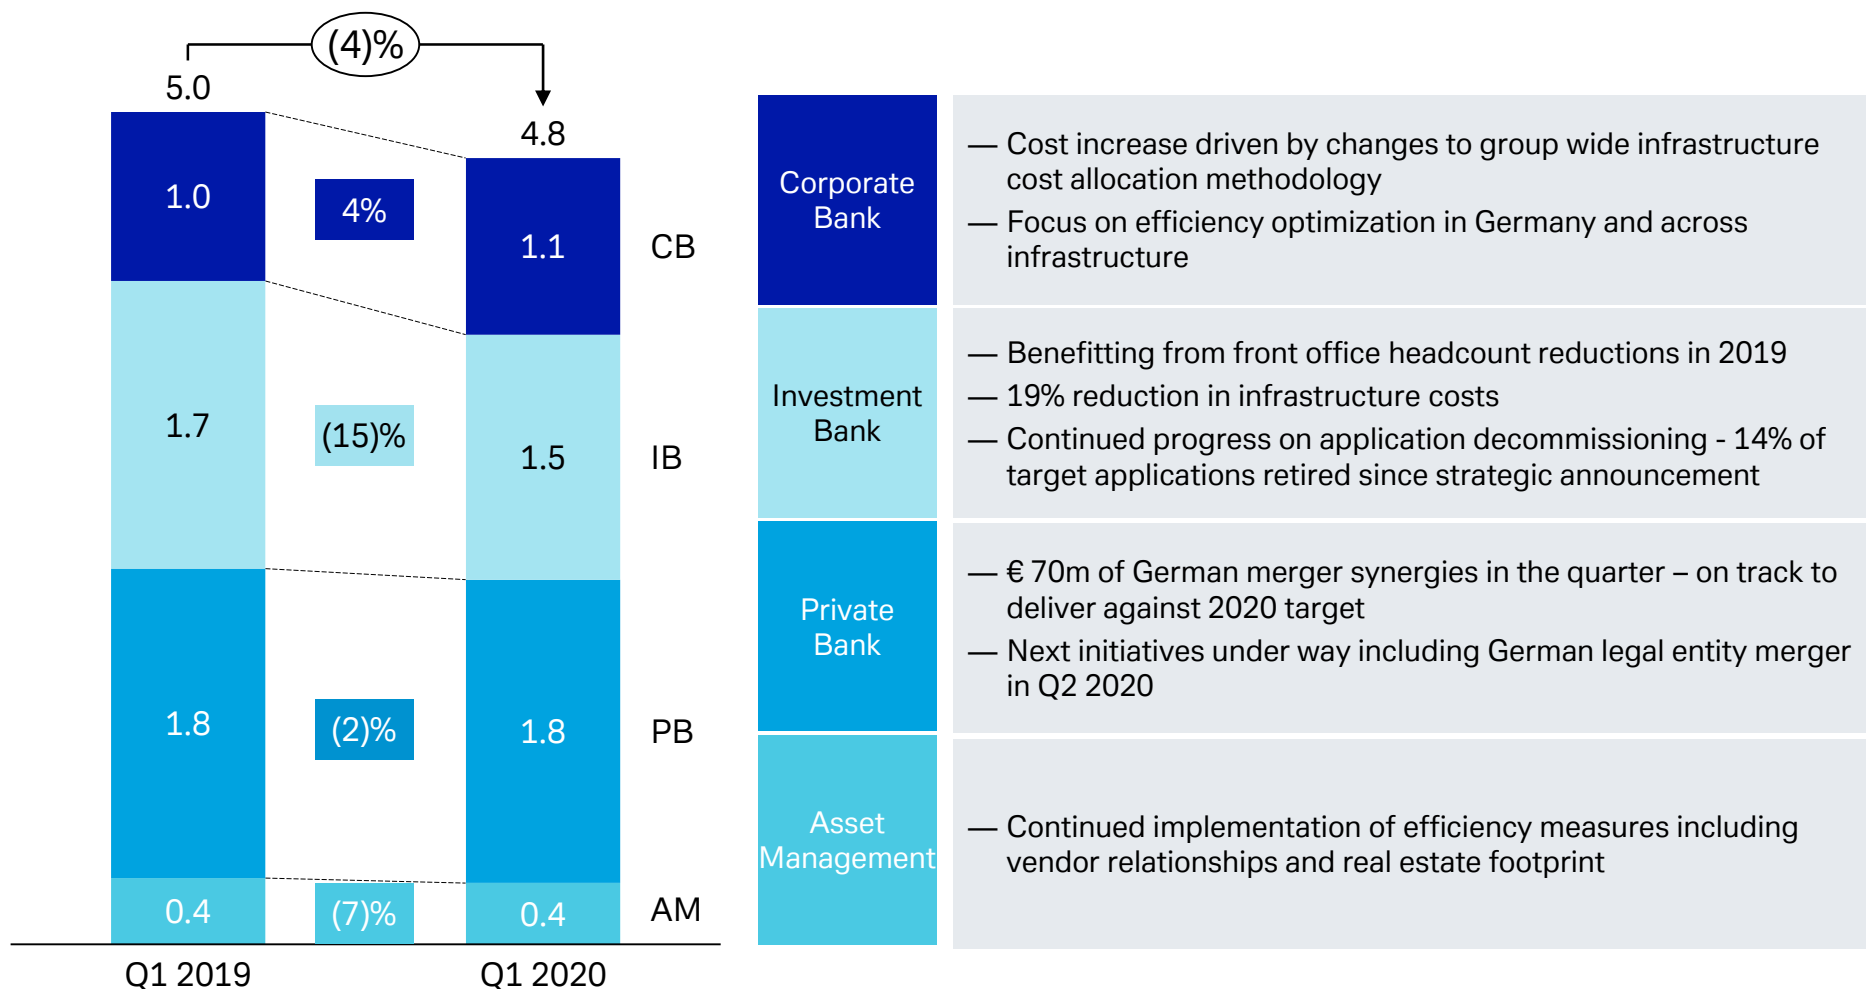 (4)%
5.0
4.8
1.0
4%
1.1
CB
1.7
(15)%
1.5
IB
1.8
(2)%
1.8
PB
0.4
(7)%
0.4
AM
Q1 2019
Q1 2020
Corporate
Bank
— Cost increase driven by changes to group wide infrastructure
cost allocation methodology
— Focus on efficiency optimization in Germany and across
infrastructure
Investment
Bank
— Benefitting from front office headcount reductions in 2019
— 19% reduction in infrastructure costs
— Continued progress on application decommissioning - 14% of
target applications retired since strategic announcement
Private
Bank
— € 70m of German merger synergies in the quarter – on track to
deliver against 2020 target
— Next initiatives under way including German legal entity merger
in Q2 2020
Asset
Management
— Continued implementation of efficiency measures including
vendor relationships and real estate footprint